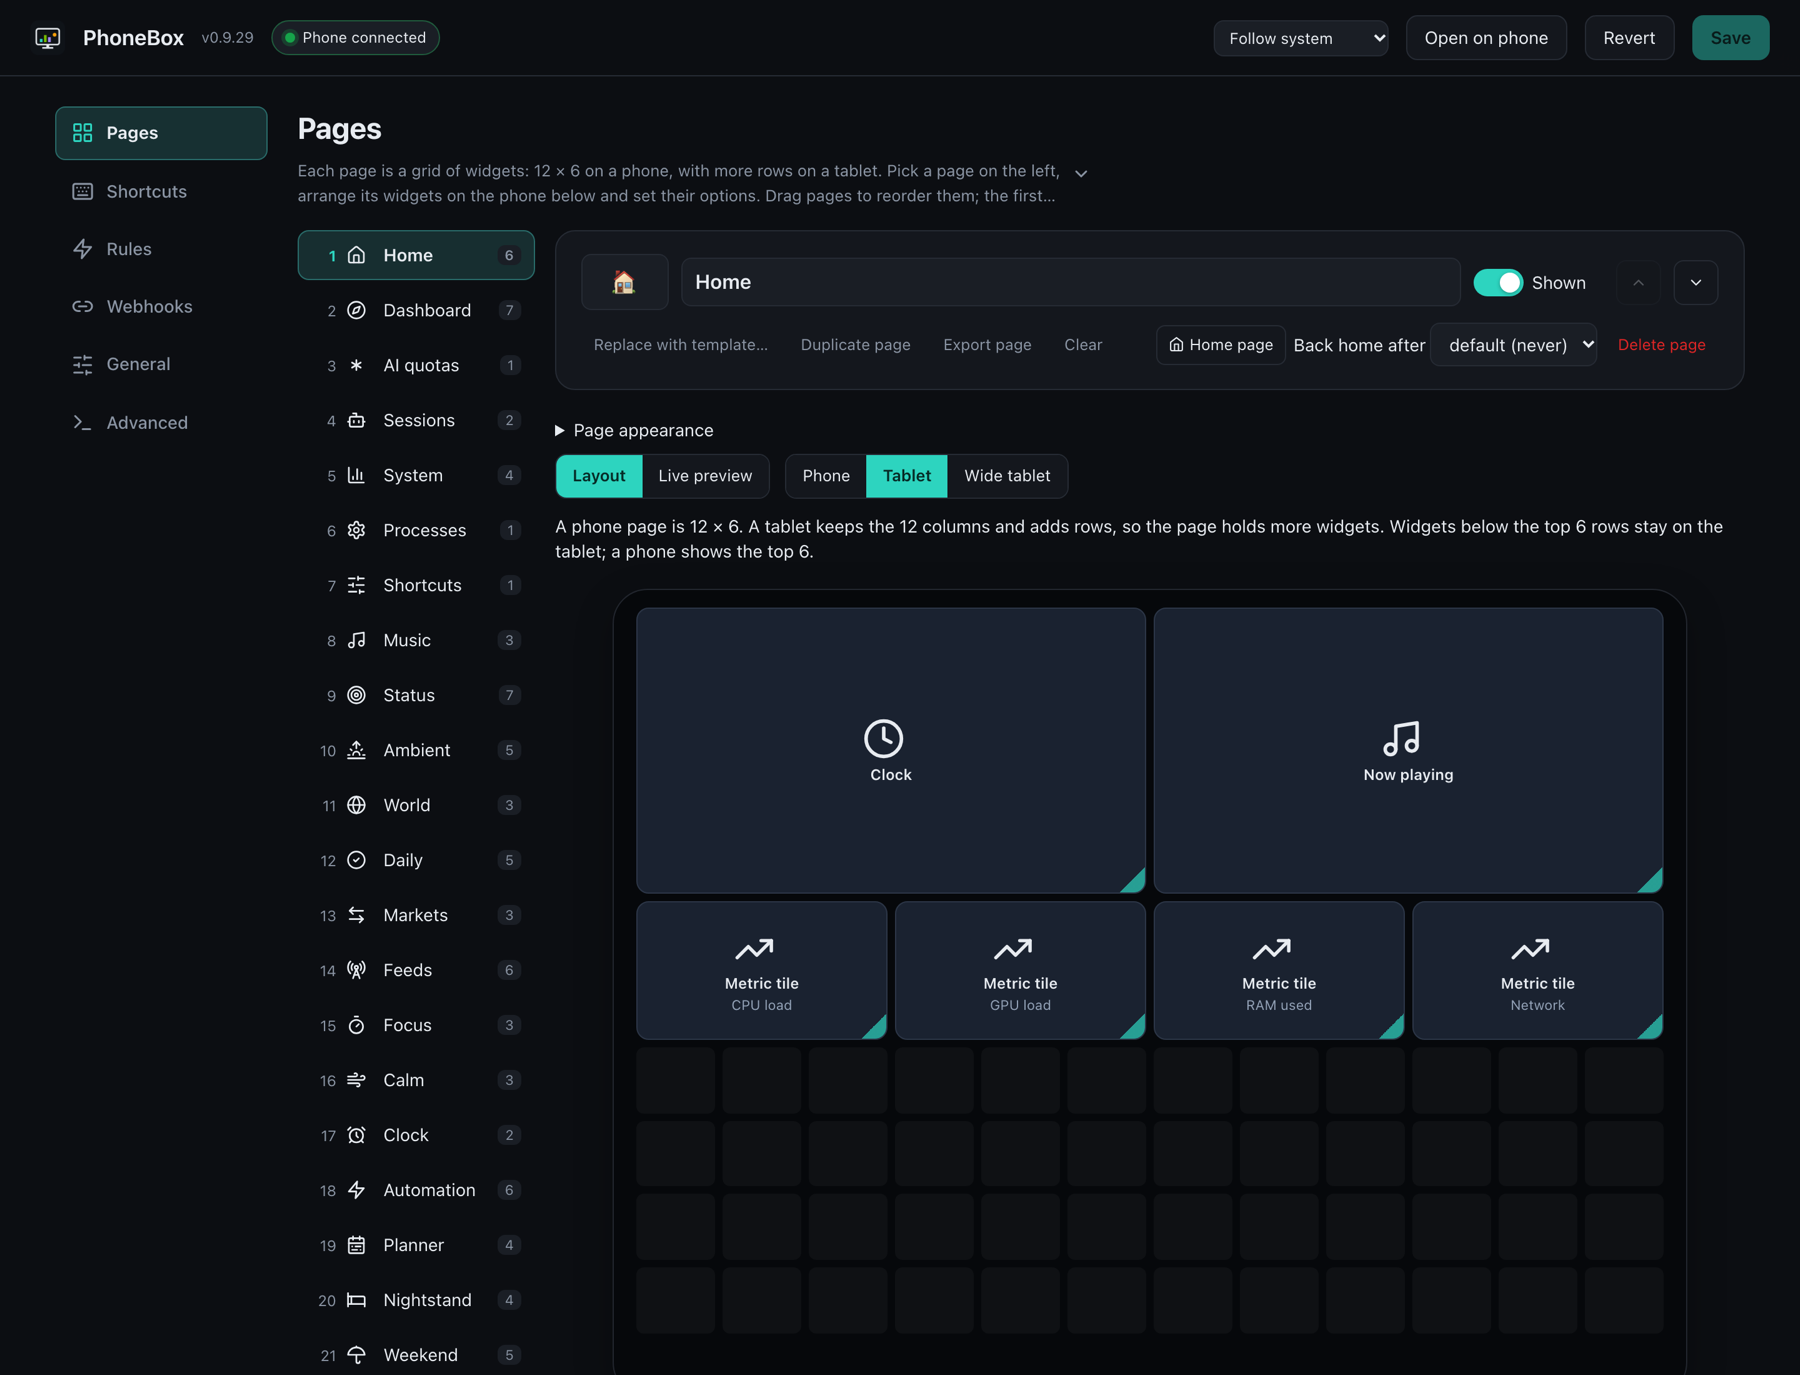 PhoneBox v0.9.29 Phone connected Follow system Open on phone Revert Save
Pages
Shortcuts
Rules
Webhooks
General
Advanced
Pages
Each page is a grid of widgets: 12 × 6 on a phone, with more rows on a tablet. Pick a page on the left,
arrange its widgets on the phone below and set their options. Drag pages to reorder them; the first...
1 Home 6
2 Dashboard 7
3 AI quotas 1
4 Sessions 2
5 System 4
6 Processes 1
7 Shortcuts 1
8 Music 3
9 Status 7
10 Ambient 5
11 World 3
12 Daily 5
13 Markets 3
14 Feeds 6
15 Focus 3
16 Calm 3
17 Clock 2
18 Automation 6
19 Planner 4
20 Nightstand 4
21 Weekend 5
Home Shown
Replace with template... Duplicate page Export page Clear Home page Back home after default (never) Delete page
Page appearance
Layout Live preview Phone Tablet Wide tablet
A phone page is 12 × 6. A tablet keeps the 12 columns and adds rows, so the page holds more widgets. Widgets below the top 6 rows stay on the
tablet; a phone shows the top 6.
Clock
Now playing
Metric tile
CPU load
Metric tile
GPU load
Metric tile
RAM used
Metric tile
Network